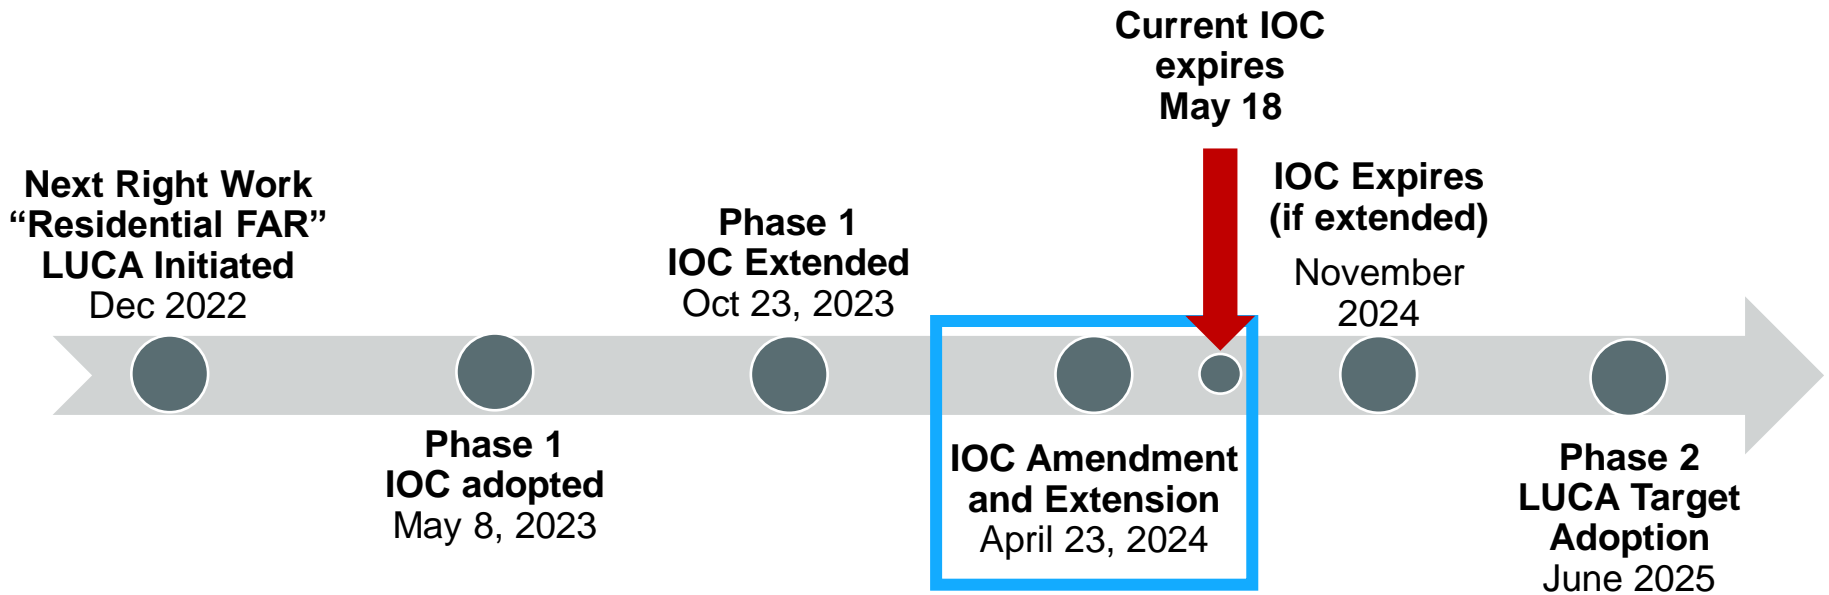 Next Right Work
“Residential FAR”
LUCA Initiated
Dec 2022
Phase 1
IOC adopted
May 8, 2023
Phase 1
IOC Extended
Oct 23, 2023
IOC Amendment
and Extension
April 23, 2024
Current IOC
expires
May 18
IOC Expires
(if extended)
November
2024
Phase 2
LUCA Target
Adoption
June 2025